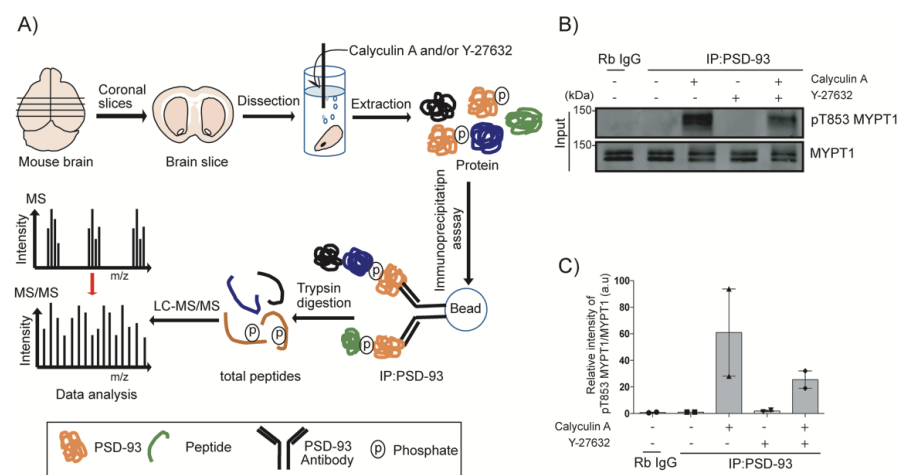 A)
Calyculin A and/or Y-27632
Coronal
slices
Dissection
Extraction
Mouse brain
Brain slice
p
p
Protein
Immunoprecipitation
asssay
MS
Intensity
m/z
MS/MS
Intensity
m/z
Data analysis
LC-MS/MS
Trypsin
digestion
p
p
total peptides
p
p
Bead
IP:PSD-93
PSD-93
Peptide
PSD-93
Antibody
p
Phosphate
B)
Rb IgG
IP:PSD-93
- - + - + Calyculin A
- - - + + Y-27632
(kDa)
Input
150
pT853 MYPT1
150
MYPT1
C)
Relative intensity of
pT853 MYPT1/MYPT1 (a.u)
100
80
60
40
20
0
Calyculin A - - + - +
Y-27632 - - - + +
Rb IgG
IP:PSD-93